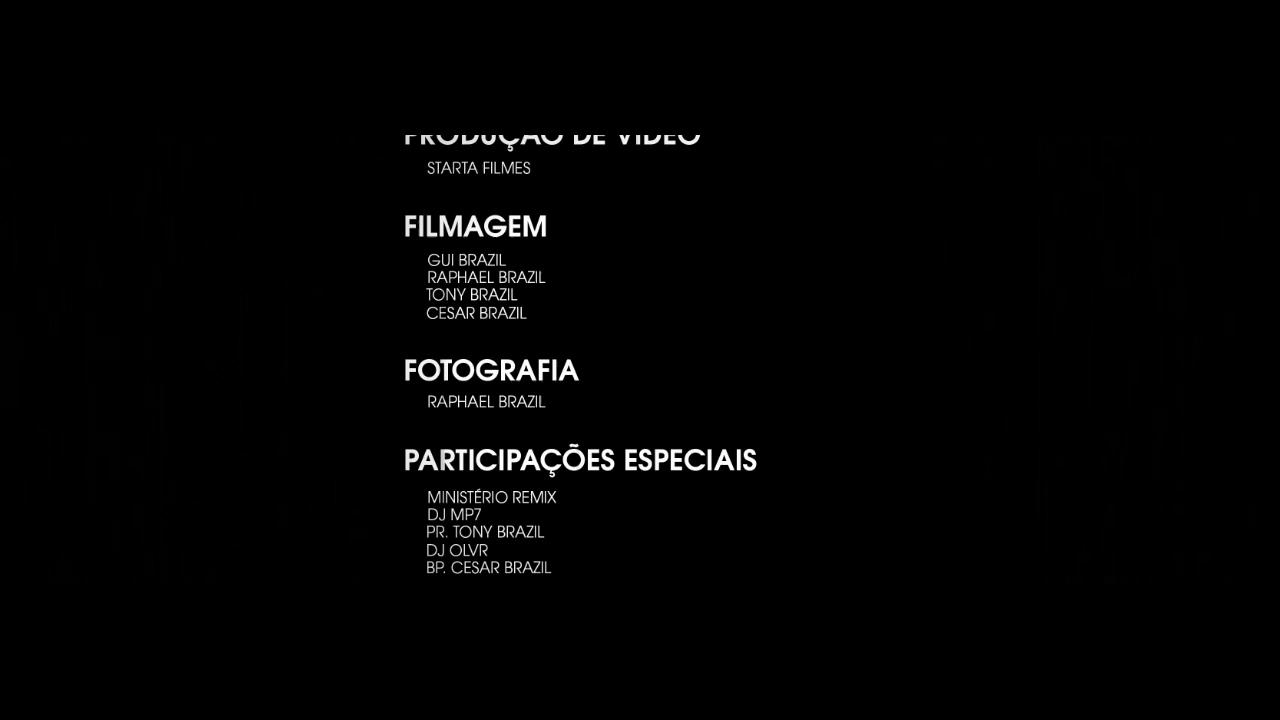 PRODUÇÃO DE VÍDEO
STARTA FILMES
FILMAGEM
GUI BRAZIL
RAPHAEL BRAZIL
TONY BRAZIL
CESAR BRAZIL
FOTOGRAFIA
RAPHAEL BRAZIL
PARTICIPAÇÕES ESPECIAIS
MINISTÉRIO REMIX
DJ MP7
PR. TONY BRAZIL
DJ OLVR
BP. CESAR BRAZIL